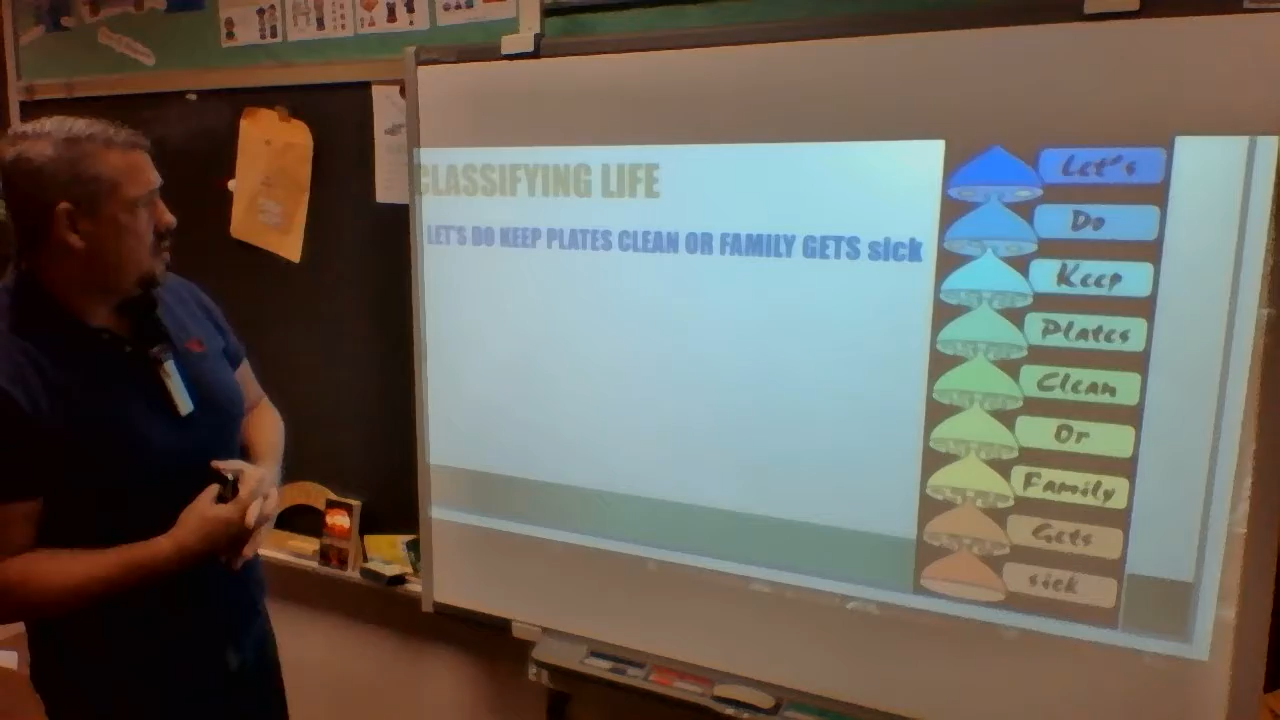 CLASSIFYING LIFE
LET'S DO KEEP PLATES CLEAN OR FAMILY GETS sick
Let's
Do
Keep
Plates
Clean
Or
Family
Gets
sick